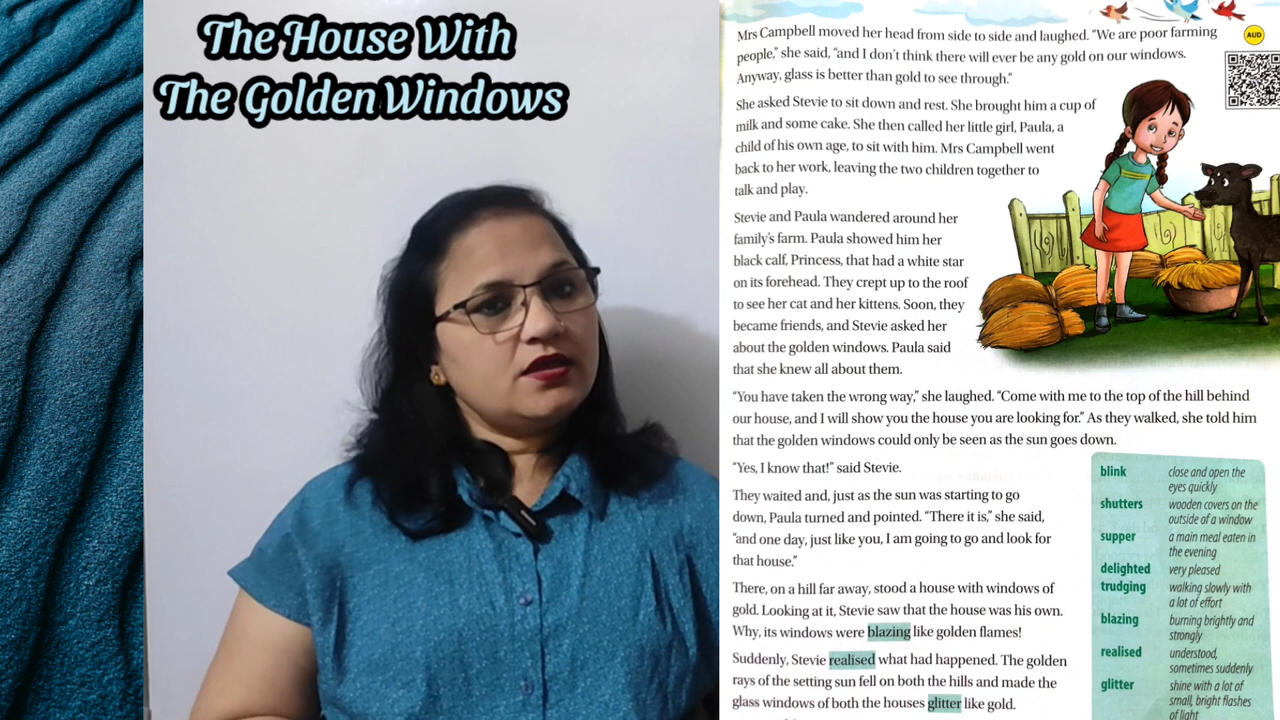 The House With
The Golden Windows
Mrs Campbell moved her head from side to side and laughed. “We are poor farming
people,” she said, “and I don’t think there will ever be any gold on our windows.
Anyway, glass is better than gold to see through.”
AUD
She asked Stevie to sit down and rest. She brought him a cup of
milk and some cake. She then called her little girl, Paula, a
child of his own age, to sit with him. Mrs Campbell went
back to her work, leaving the two children together to
talk and play.
Stevie and Paula wandered around her
family’s farm. Paula showed him her
black calf, Princess, that had a white star
on its forehead. They crept up to the roof
to see her cat and her kittens. Soon, they
became friends, and Stevie asked her
about the golden windows. Paula said
that she knew all about them.
“You have taken the wrong way,” she laughed. “Come with me to the top of the hill behind
our house, and I will show you the house you are looking for.” As they walked, she told him
that the golden windows could only be seen as the sun goes down.
“Yes, I know that!” said Stevie.
They waited and, just as the sun was starting to go
down, Paula turned and pointed. “There it is,” she said,
“and one day, just like you, I am going to go and look for
that house.”
There, on a hill far away, stood a house with windows of
gold. Looking at it, Stevie saw that the house was his own.
Why, its windows were blazing like golden flames!
Suddenly, Stevie realised what had happened. The golden
rays of the setting sun fell on both the hills and made the
glass windows of both the houses glitter like gold.
blink close and open the
eyes quickly
shutters wooden covers on the
outside of a window
supper a main meal eaten in
the evening
delighted very pleased
trudging walking slowly with
a lot of effort
blazing burning brightly and
strongly
realised understood,
sometimes suddenly
glitter shine with a lot of
small, bright flashes
of light